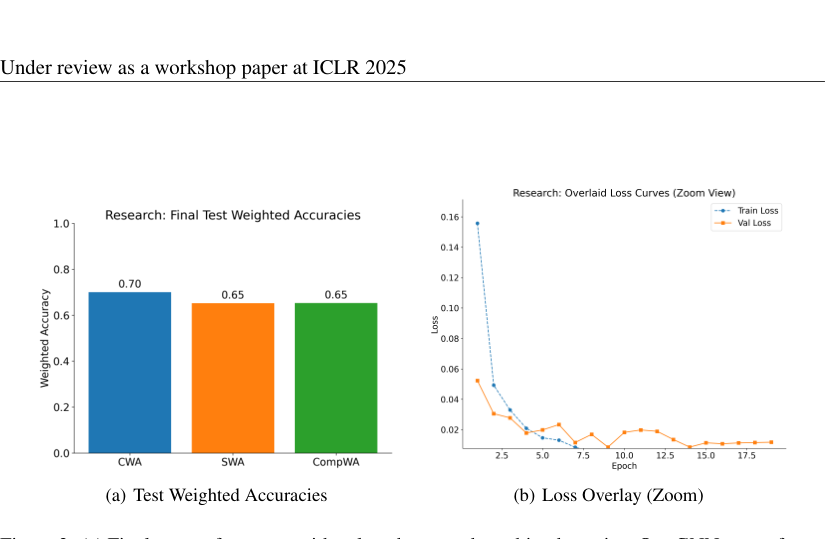 Under review as a workshop paper at ICLR 2025
Research: Final Test Weighted Accuracies
1.0
0.8
0.6
0.4
0.2
0.0
Weighted Accuracy
0.70
0.65
0.65
CWA
SWA
CompWA
(a) Test Weighted Accuracies
Research: Overlaid Loss Curves (Zoom View)
Train Loss
Val Loss
0.16
0.14
0.12
0.10
0.08
0.06
0.04
0.02
Loss
2.5
5.0
7.5
10.0
12.5
15.0
17.5
Epoch
(b) Loss Overlay (Zoom)